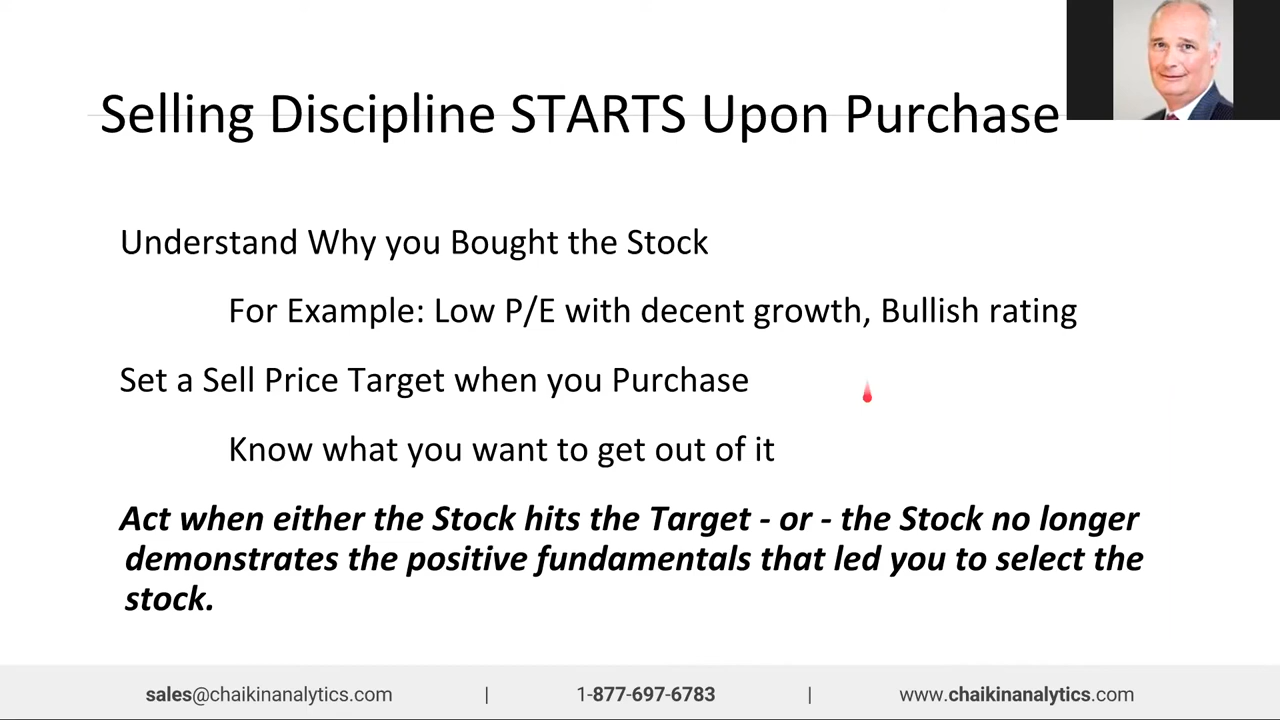 Selling Discipline STARTS Upon Purchase
Understand Why you Bought the Stock
For Example: Low P/E with decent growth, Bullish rating
Set a Sell Price Target when you Purchase
Know what you want to get out of it
Act when either the Stock hits the Target - or - the Stock no longer
demonstrates the positive fundamentals that led you to select the
stock.
sales@chaikinanalytics.com | 1-877-697-6783 | www.chaikinanalytics.com